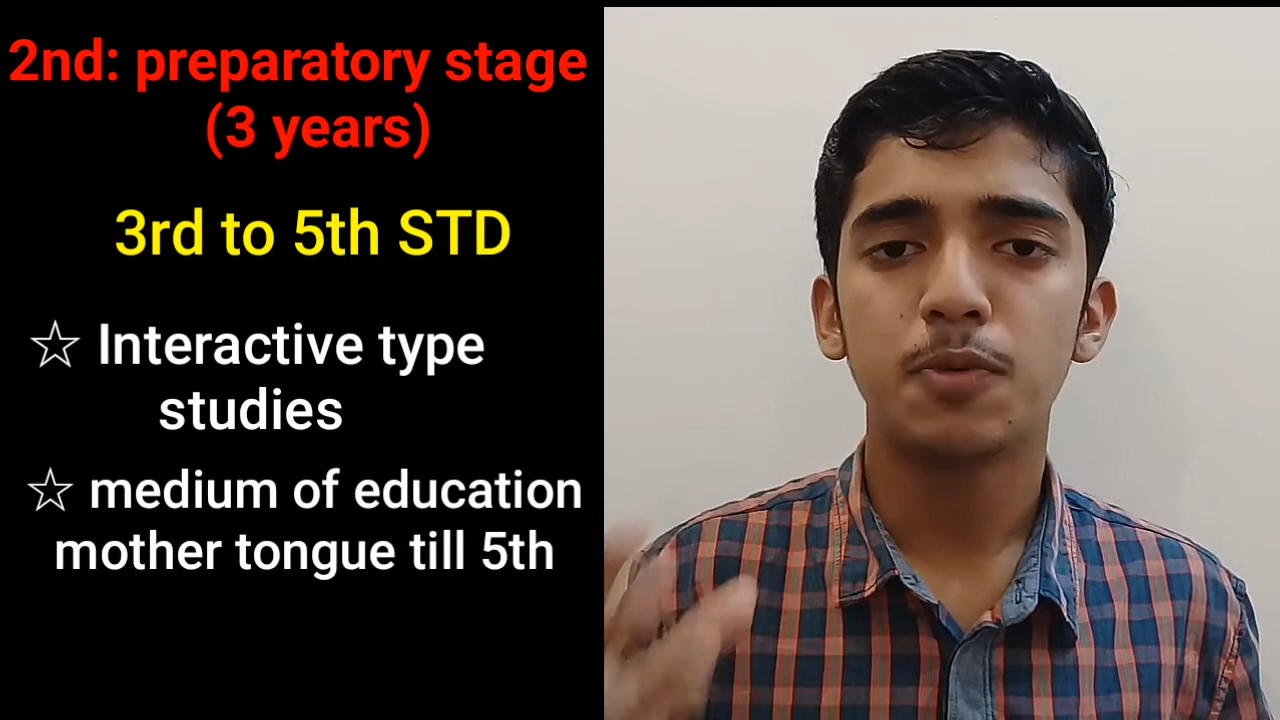 2nd: preparatory stage
(3 years)
3rd to 5th STD
☆ Interactive type
studies
☆ medium of education
mother tongue till 5th